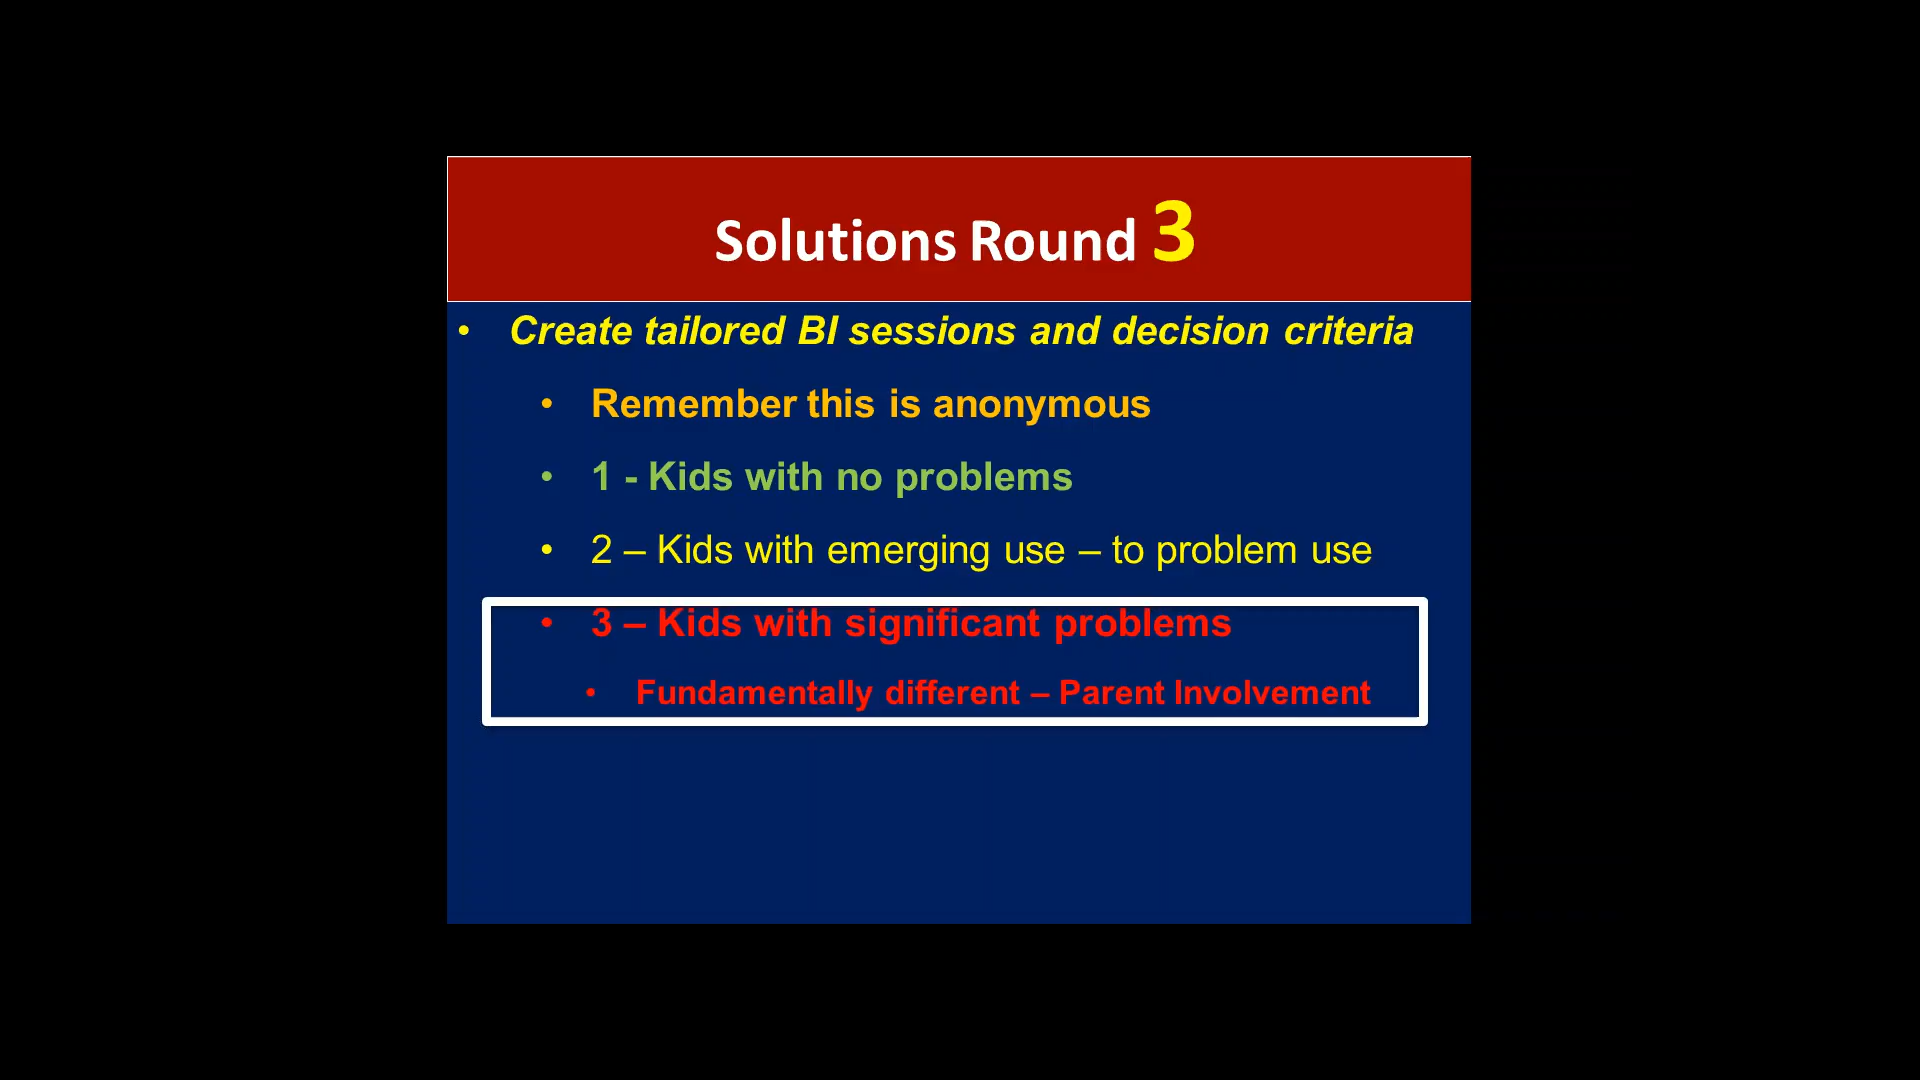 Solutions Round 3
• Create tailored BI sessions and decision criteria
• Remember this is anonymous
• 1 - Kids with no problems
• 2 – Kids with emerging use – to problem use
• 3 – Kids with significant problems
• Fundamentally different – Parent Involvement